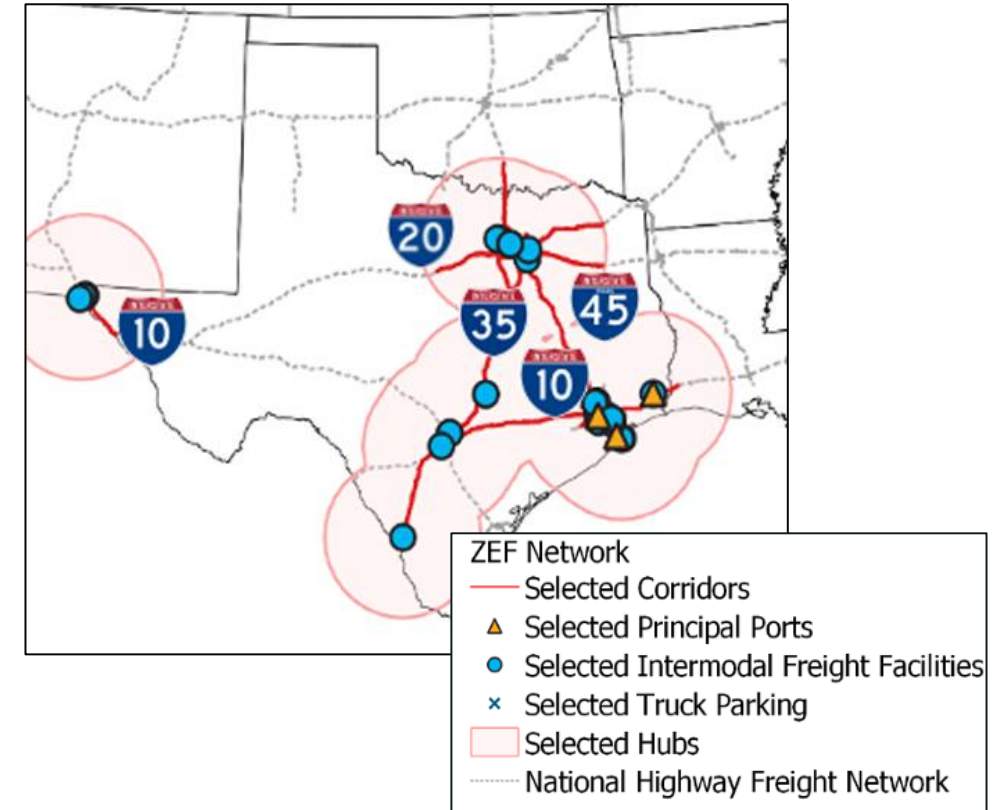 20
10
35
45
10
ZEF Network
Selected Corridors
Selected Principal Ports
Selected Intermodal Freight Facilities
Selected Truck Parking
Selected Hubs
National Highway Freight Network